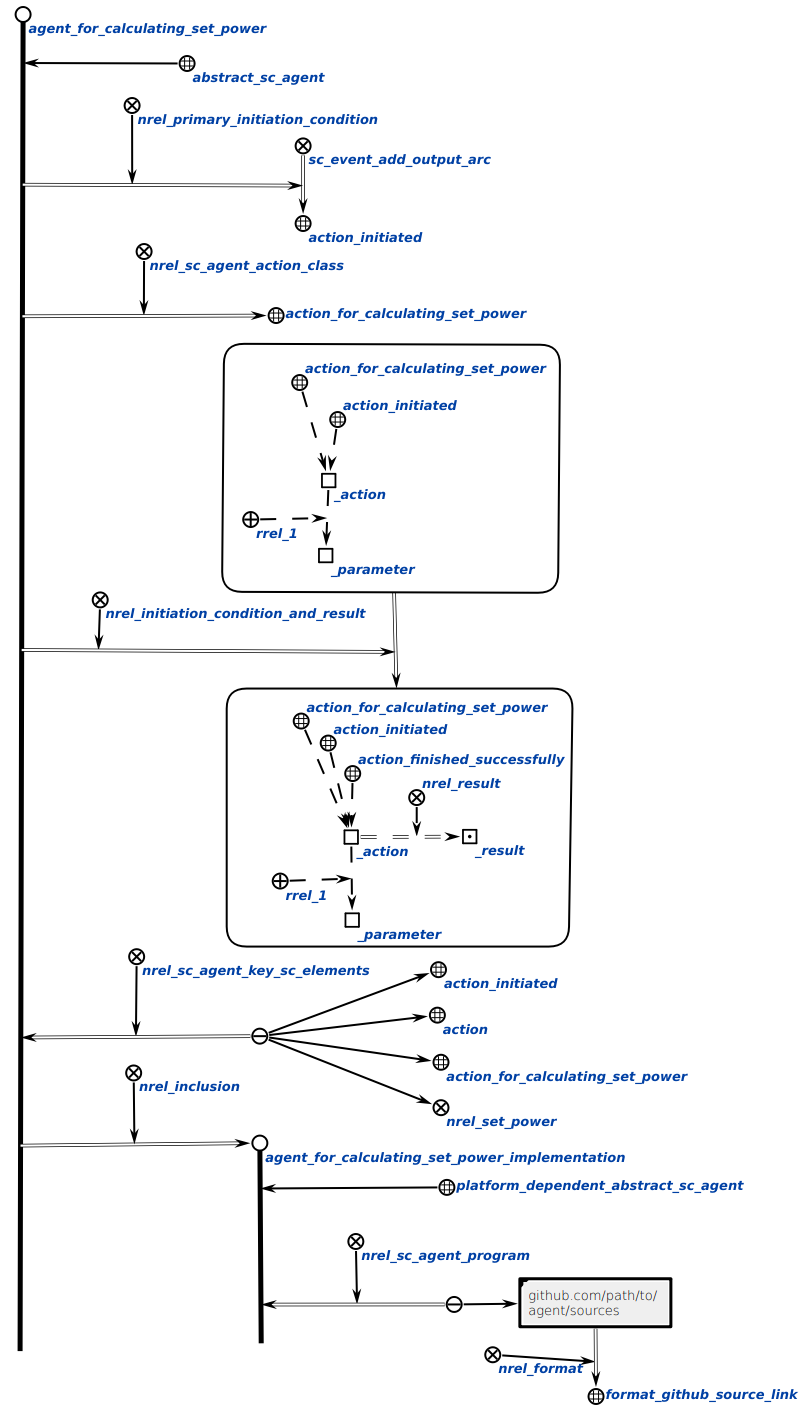 agent_for_calculating_set_power
abstract_sc_agent
nrel_primary_initiation_condition
sc_event_add_output_arc
action_initiated
nrel_sc_agent_action_class
action_for_calculating_set_power
action_for_calculating_set_power
action_initiated
_action
rrel_1
_parameter
nrel_initiation_condition_and_result
action_for_calculating_set_power
action_initiated
action_finished_successfully
nrel_result
_action
_result
rrel_1
_parameter
nrel_sc_agent_key_sc_elements
action_initiated
action
action_for_calculating_set_power
nrel_inclusion
nrel_set_power
agent_for_calculating_set_power_implementation
platform_dependent_abstract_sc_agent
nrel_sc_agent_program
github.com/path/to/
agent/sources
nrel_format
format_github_source_link